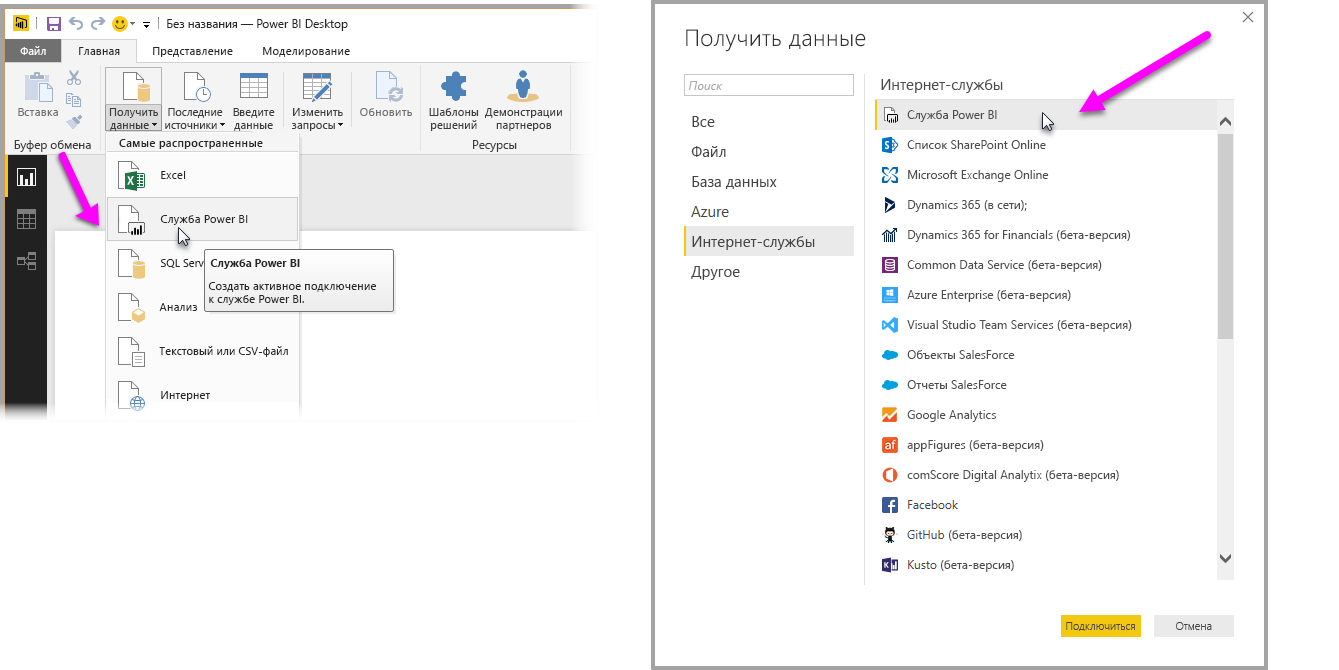 Без названия — Power BI Desktop
Файл
Главная
Представление
Моделирование
Вставка
Получить
данные
Последние
источники
Введите
данные
Изменить
запросы
Обновить
Шаблоны
решений
Демонстрации
партнеров
Буфер обмена
Ресурсы
Самые распространенные
Excel
Служба Power BI
SQL Serv
Служба Power BI
Создать активное подключение
к службе Power BI.
Анализ
Текстовый или CSV-файл
Интернет
Получить данные
Поиск
Все
Файл
База данных
Azure
Интернет-службы
Другое
Интернет-службы
Служба Power BI
Список SharePoint Online
Microsoft Exchange Online
Dynamics 365 (в сети);
Dynamics 365 for Financials (бета-версия)
Common Data Service (бета-версия)
Azure Enterprise (бета-версия)
Visual Studio Team Services (бета-версия)
Объекты SalesForce
Отчеты SalesForce
Google Analytics
appFigures (бета-версия)
comScore Digital Analytix (бета-версия)
Facebook
GitHub (бета-версия)
Kusto (бета-версия)
Подключиться
Отмена